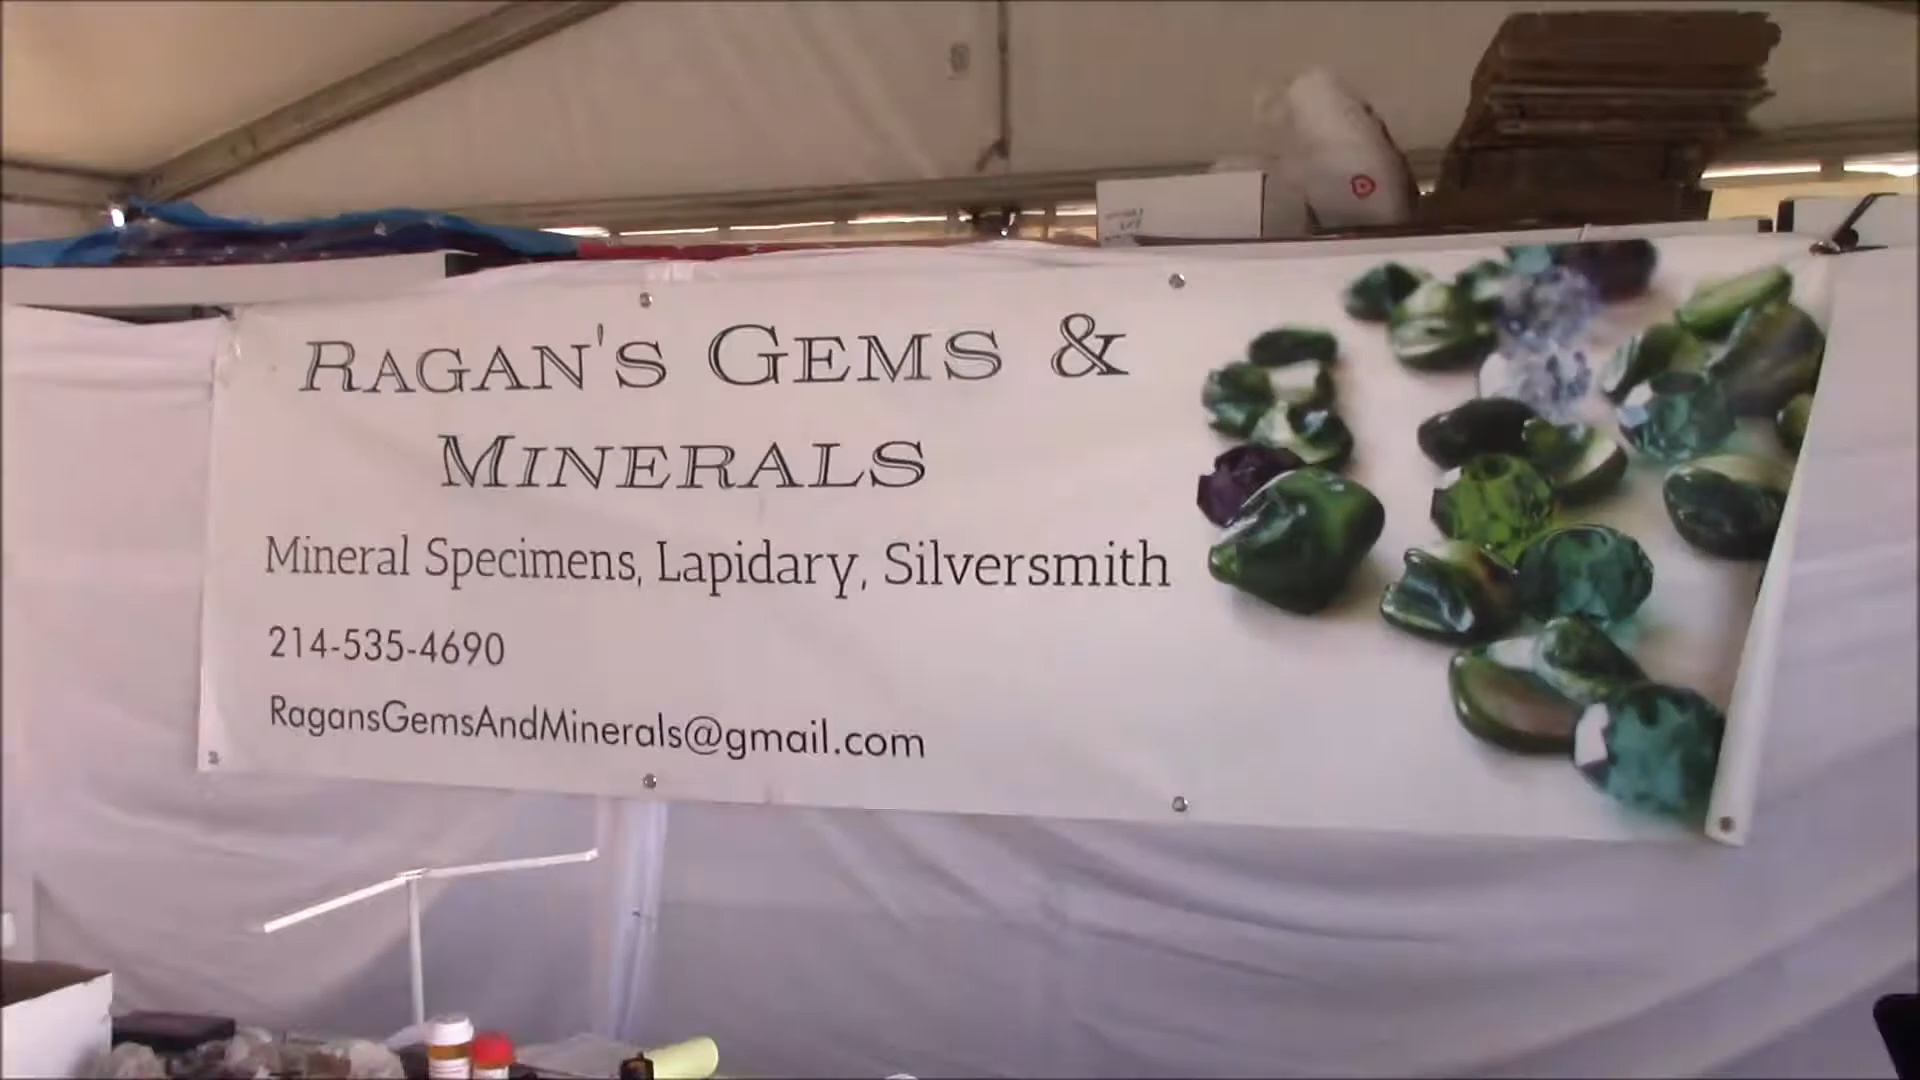 RAGAN'S GEMS &
MINERALS
Mineral Specimens, Lapidary, Silversmith
214-535-4690
RagansGemsAndMinerals@gmail.com